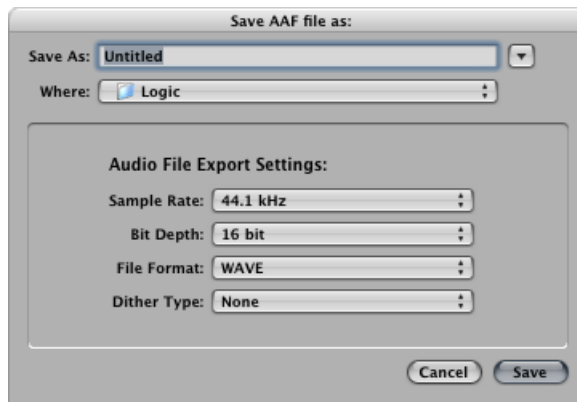 Save AAF file as:
Save As: Untitled
Where: Logic
Audio File Export Settings:
Sample Rate: 44.1 kHz
Bit Depth: 16 bit
File Format: WAVE
Dither Type: None
Cancel Save